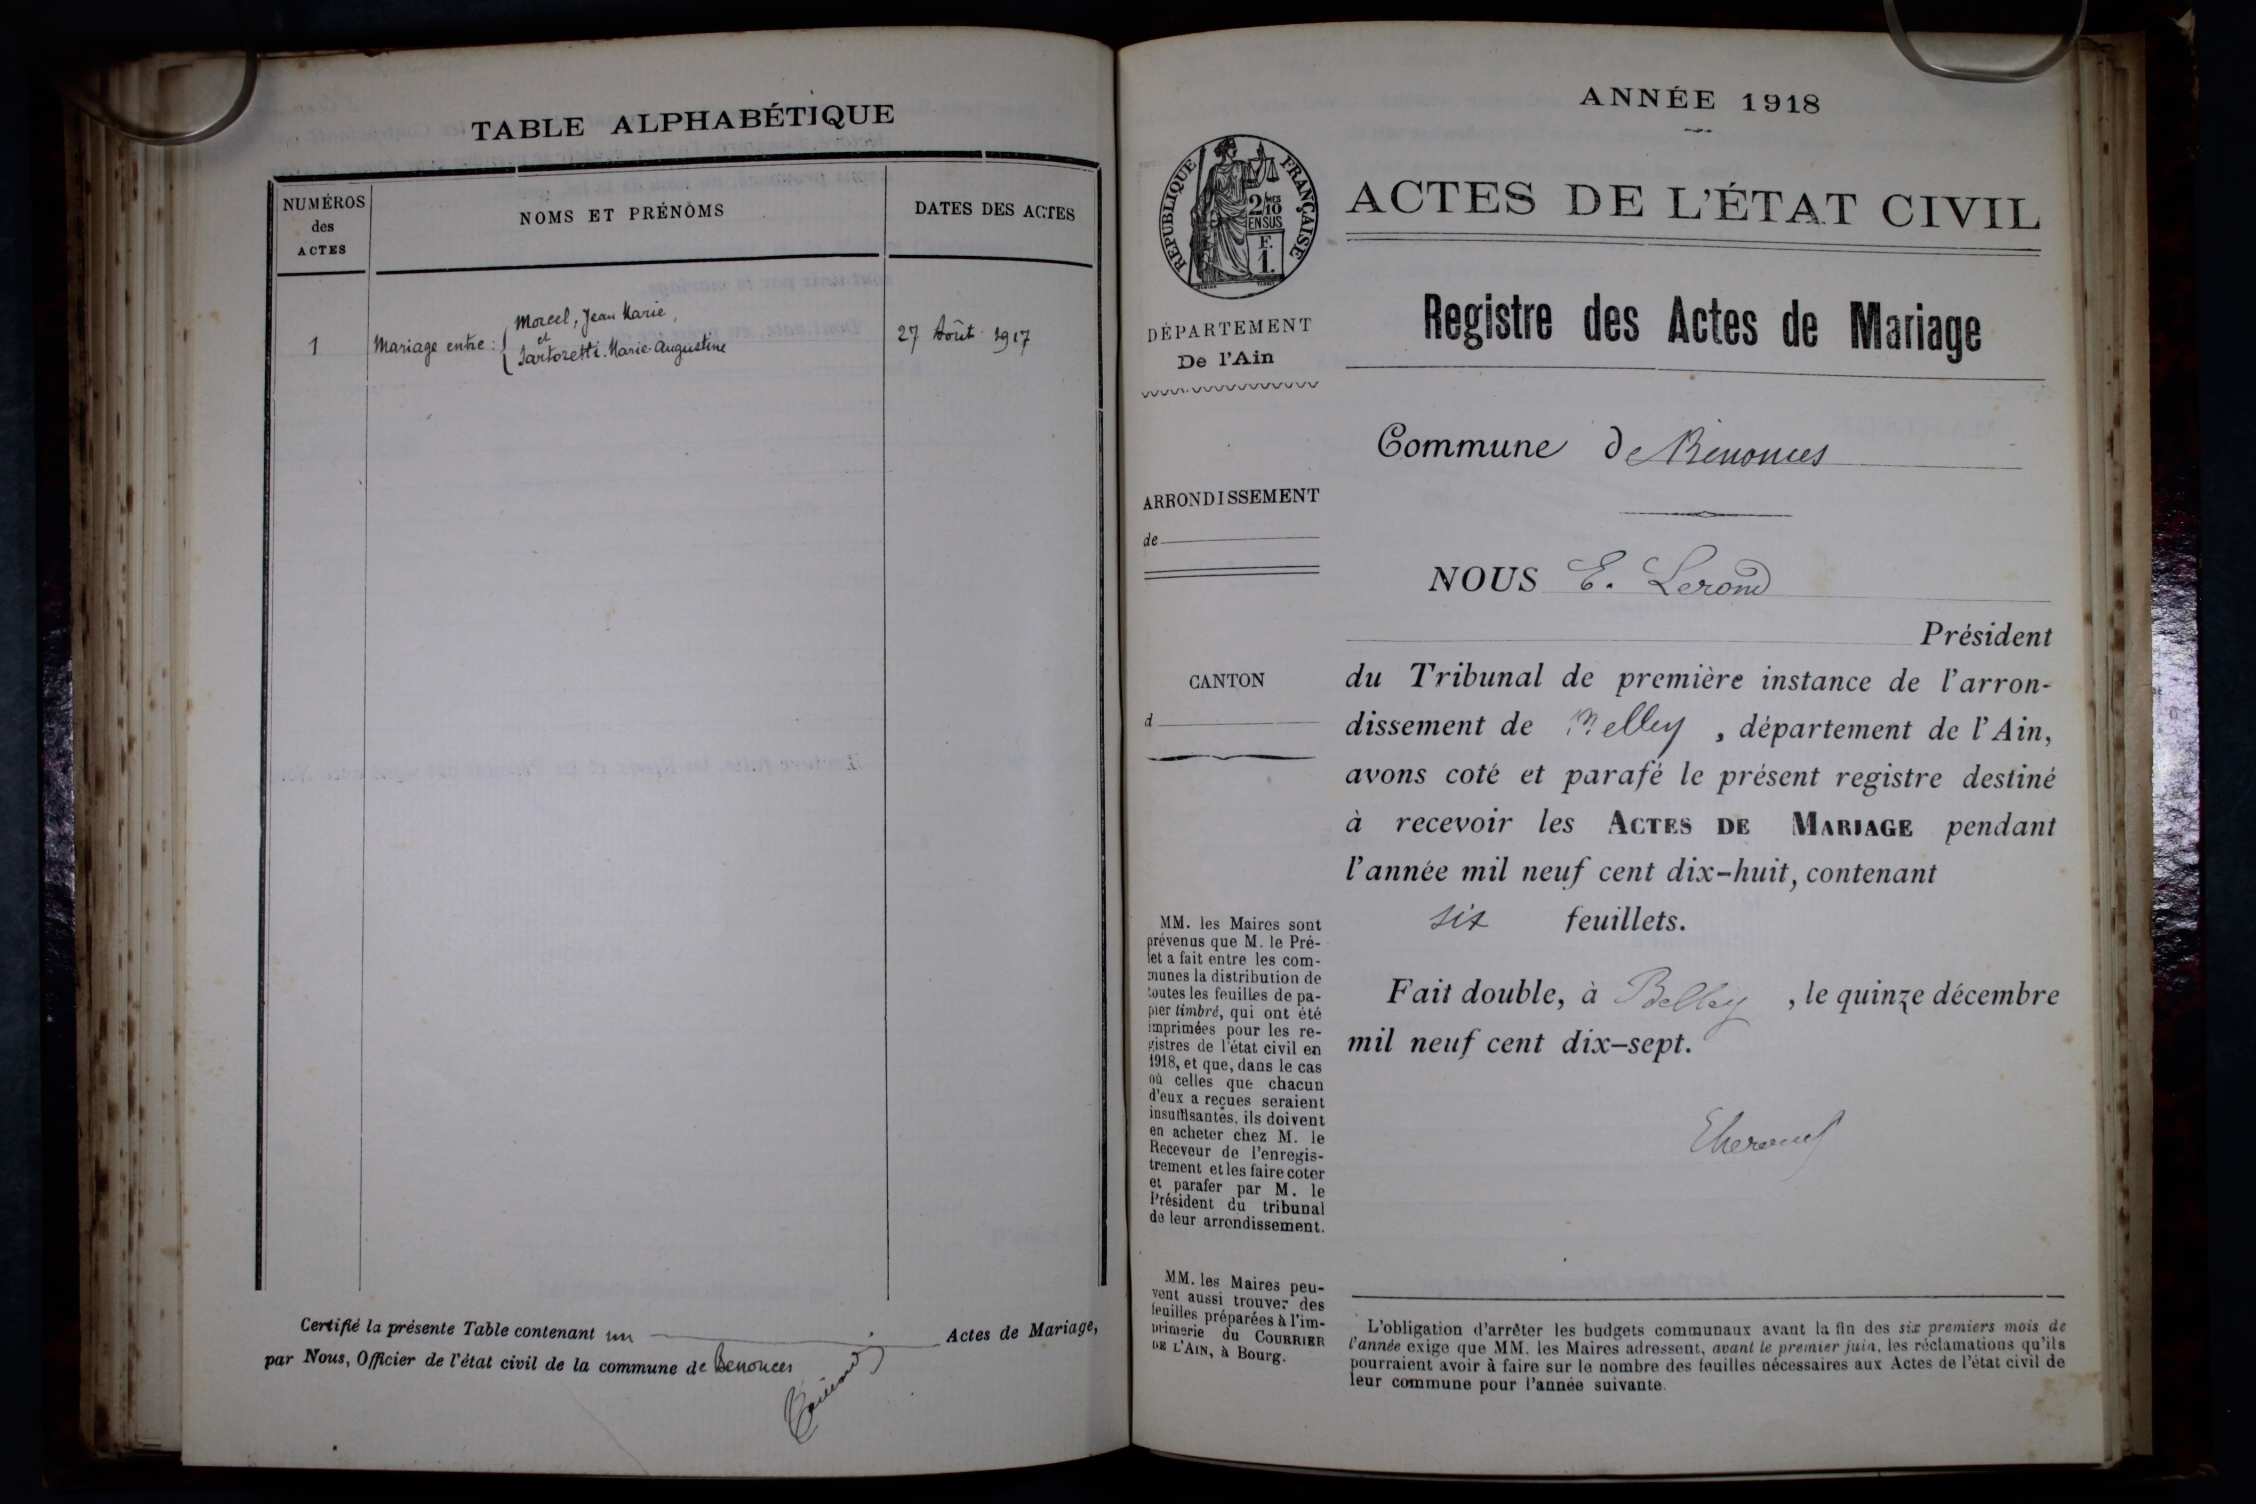 TABLE ALPHABÉTIQUE
NUMÉROS
des
ACTES
NOMS ET PRÉNOMS
DATES DES ACTES
1
Mariage entre :
Morcel, Jean Marie,
et
Sartoretti Marie-Augustine
27 Août 1917
Certifié la présente Table contenant un Actes de Mariage,
par Nous, Officier de l'état civil de la commune de Benonces
ANNÉE 1918
RÉPUBLIQUE FRANÇAISE
2/10
EN SUS
F.
1.
DÉPARTEMENT
De l'Ain
ARRONDISSEMENT
de
CANTON
d
MM. les Maires sont
prévenus que M. le Pré-
fet a fait entre les com-
munes la distribution de
toutes les feuilles de pa-
pier timbré, qui ont été
imprimées pour les re-
gistres de l'état civil en
1918, et que, dans le cas
où celles que chacun
d'eux a reçues seraient
insuffisantes, ils doivent
en acheter chez M. le
Receveur de l'enregis-
trement et les faire coter
et parafer par M. le
Président du tribunal
de leur arrondissement.
MM. les Maires peu-
vent aussi trouver des
feuilles préparées à l'im-
primerie du COURRIER
DE L'AIN, à Bourg.
ACTES DE L'ÉTAT CIVIL
Registre des Actes de Mariage
Commune de Bénonces
NOUS E. Lerond
Président
du Tribunal de première instance de l'arron-
dissement de Belley, département de l'Ain,
avons coté et parafé le présent registre destiné
à recevoir les ACTES DE MARIAGE pendant
l'année mil neuf cent dix-huit, contenant
six feuillets.
Fait double, à Belley, le quinze décembre
mil neuf cent dix-sept.
L'obligation d'arrêter les budgets communaux avant la fin des six premiers mois de
l'année exige que MM. les Maires adressent, avant le premier juin, les réclamations qu'ils
pourraient avoir à faire sur le nombre des feuilles nécessaires aux Actes de l'état civil de
leur commune pour l'année suivante.